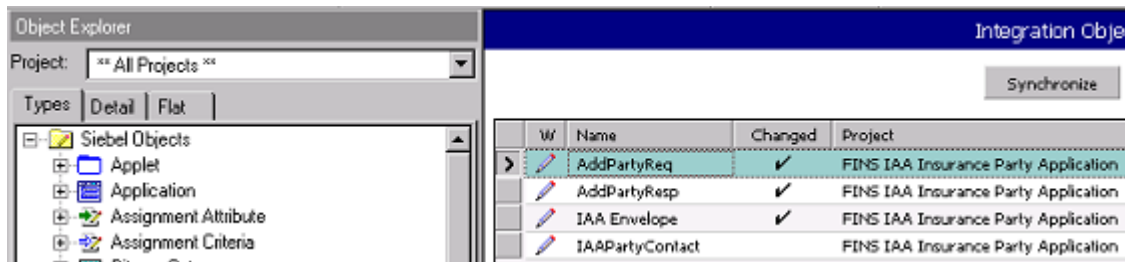 Object Explorer
Project: ** All Projects **
Types Detail Flat
Siebel Objects
Applet
Application
Assignment Attribute
Assignment Criteria
Integration Obje
Synchronize
W Name Changed Project
AddPartyReq ✔ FINS IAA Insurance Party Application
AddPartyResp ✔ FINS IAA Insurance Party Application
IAA Envelope ✔ FINS IAA Insurance Party Application
IAAPartyContact FINS IAA Insurance Party Application